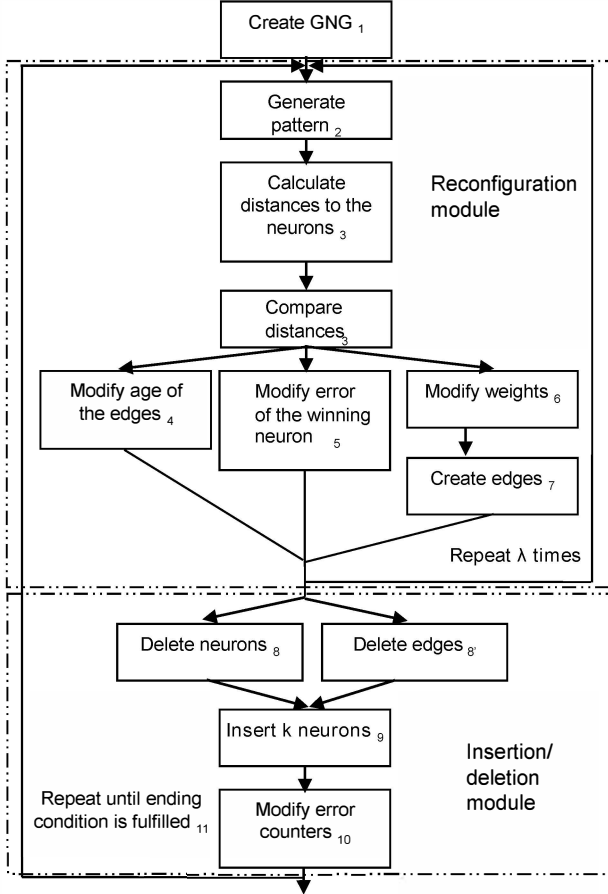 Create GNG 1
Generate
pattern 2
Calculate
distances to the
neurons 3
Reconfiguration
module
Compare
distances 3
Modify age of
the edges 4
Modify error
of the winning
neuron 5
Modify weights 6
Create edges 7
Repeat λ times
Delete neurons 8
Delete edges 8'
Insert k neurons 9
Insertion/
deletion
module
Repeat until ending
condition is fulfilled 11
Modify error
counters 10